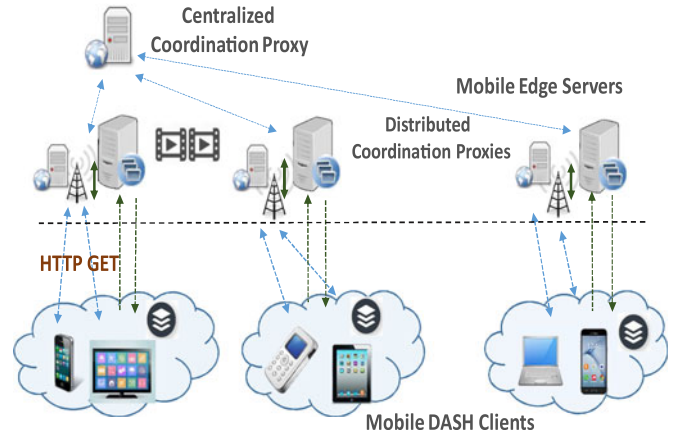 Centralized
Coordination Proxy
Mobile Edge Servers
Distributed
Coordination Proxies
HTTP GET
Mobile DASH Clients